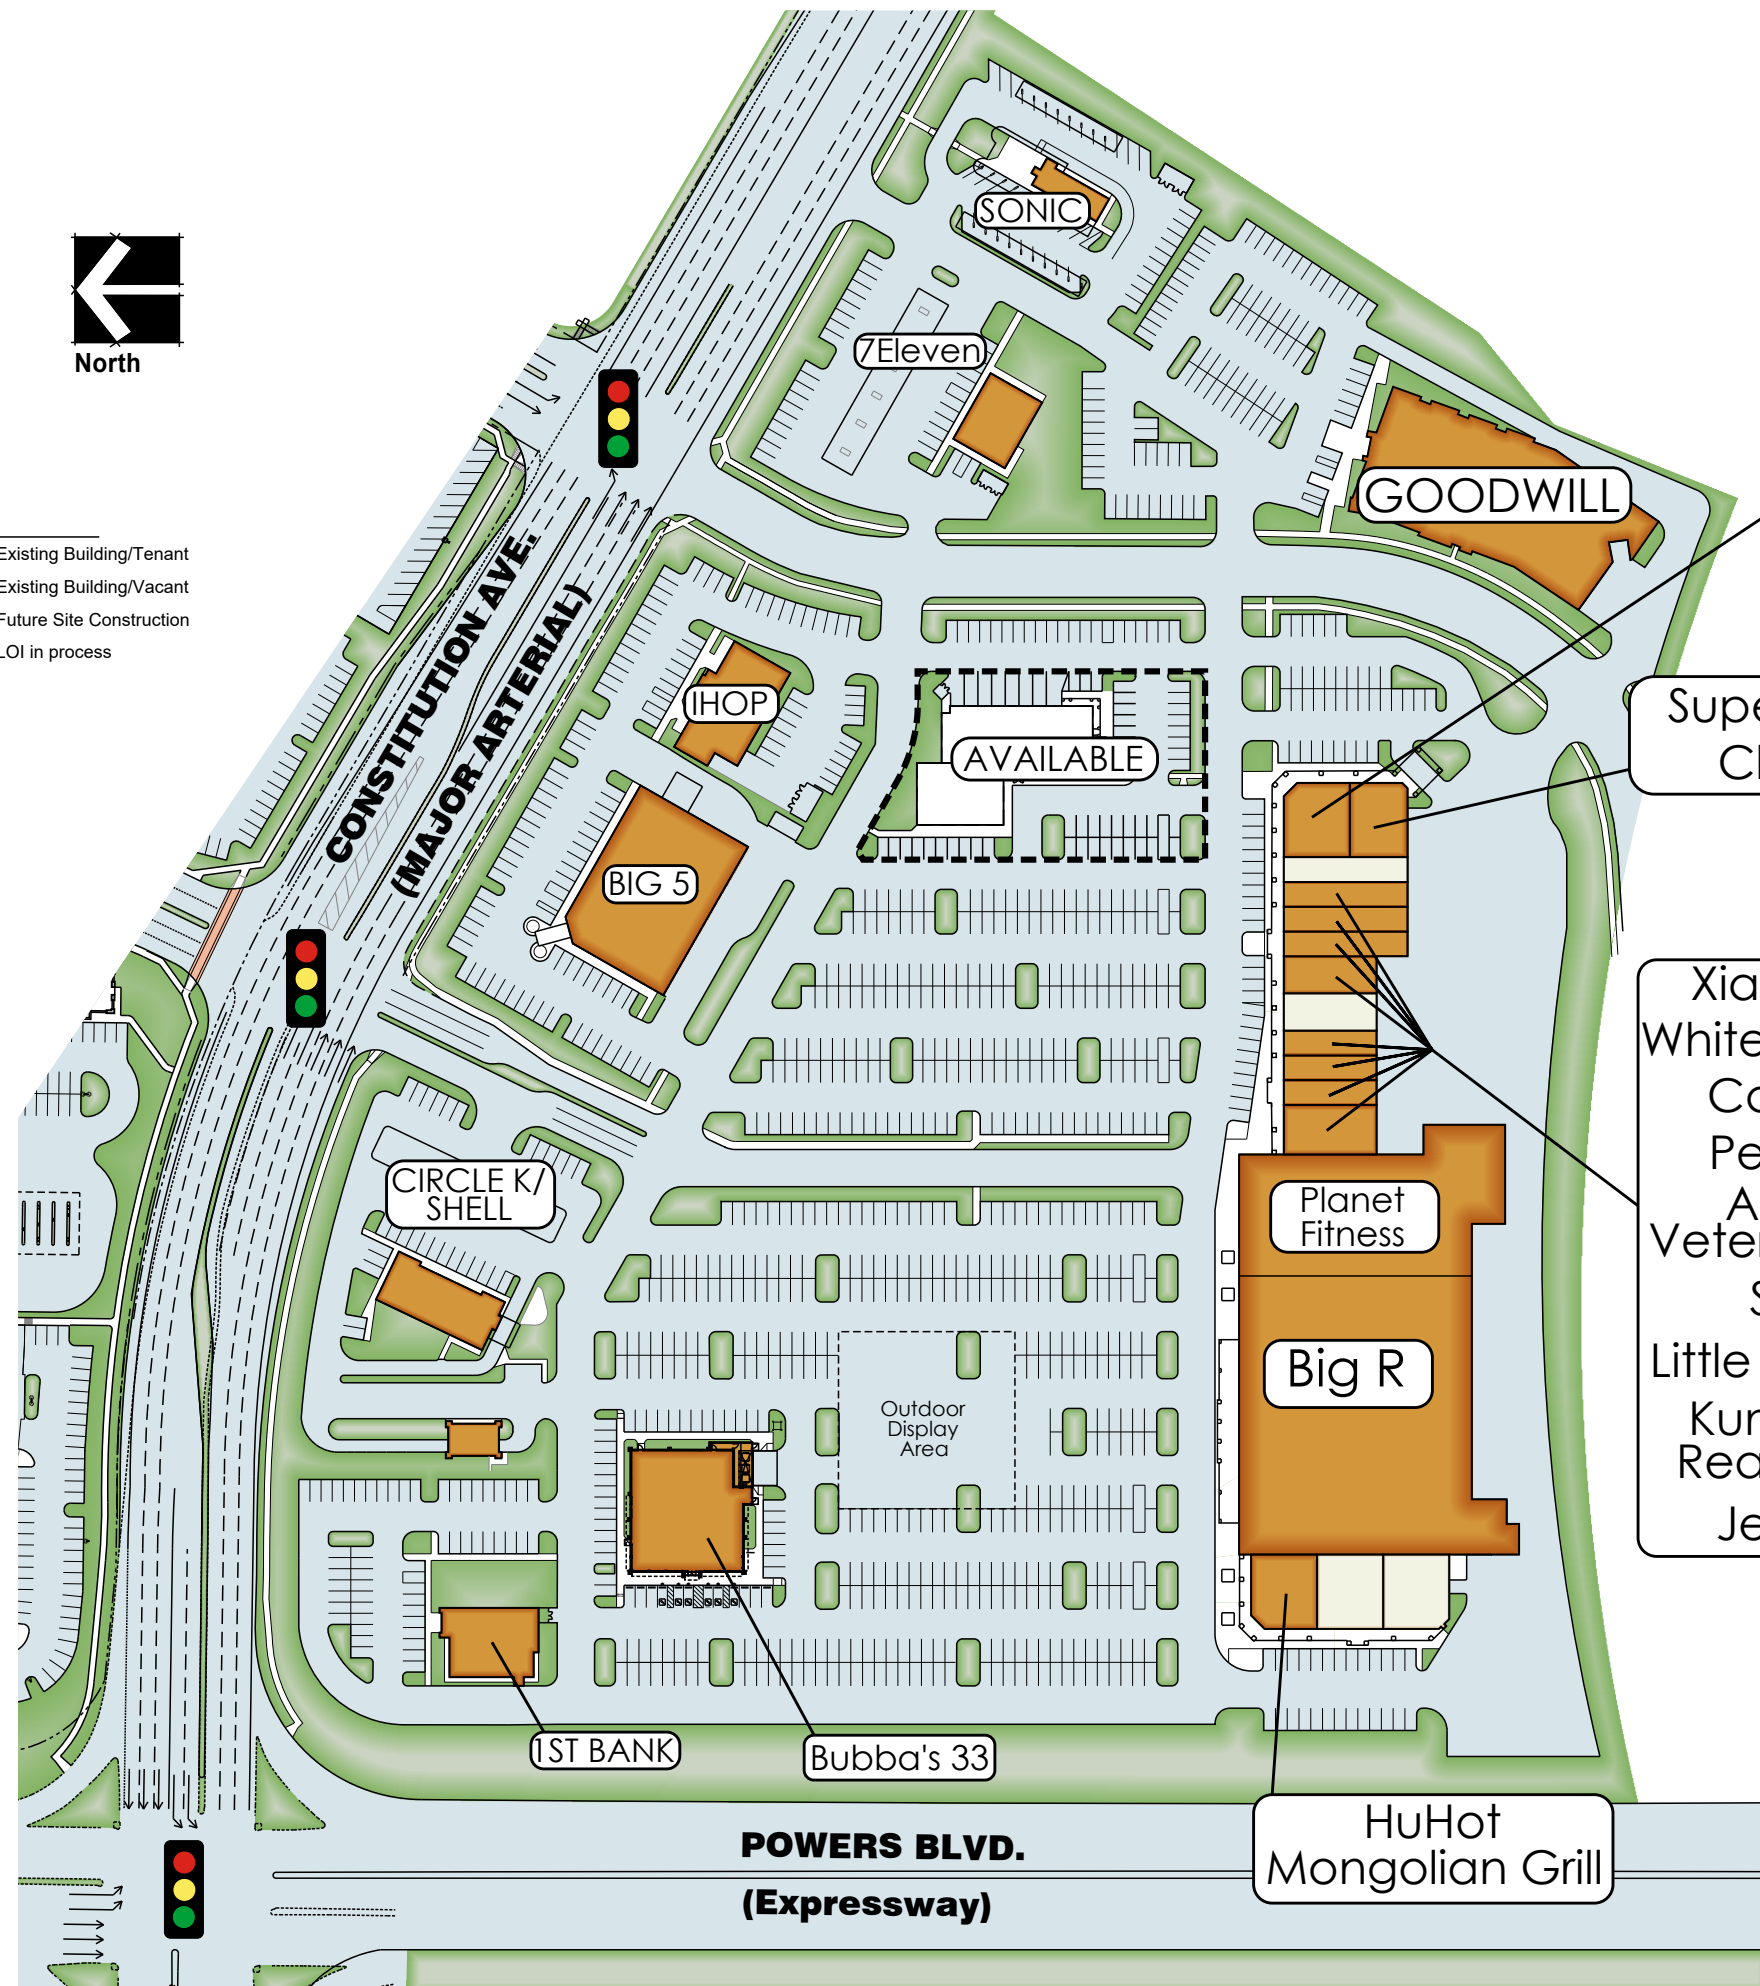 North
Existing Building/Tenant
Existing Building/Vacant
Future Site Construction
LOI in process
SONIC
7Eleven
GOODWILL
CONSTITUTION AVE.
(MAJOR ARTERIAL)
IHOP
AVAILABLE
BIG 5
CIRCLE K/
SHELL
Planet
Fitness
Big R
Outdoor
Display
Area
1ST BANK
Bubba's 33
HuHot
Mongolian Grill
POWERS BLVD.
(Expressway)
White
Little